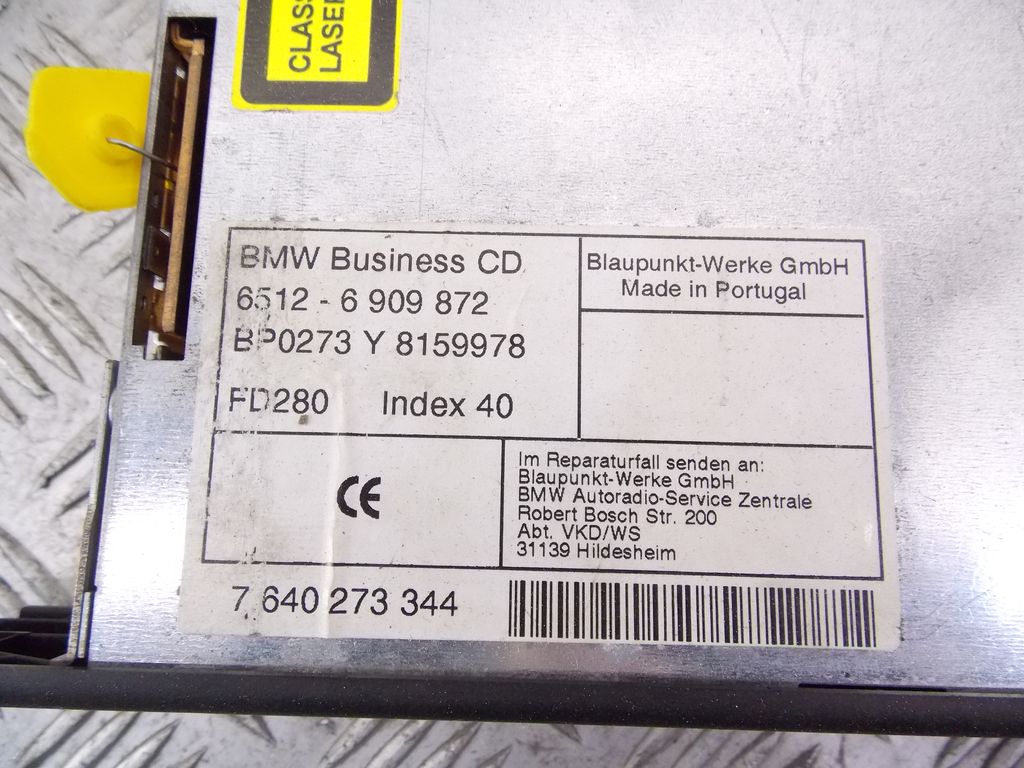 CLASS
LASER
BMW Business CD
6512 - 6 909 872
BP0273 Y 8159978
FD280 Index 40
Blaupunkt-Werke GmbH
Made in Portugal
CE
Im Reparaturfall senden an:
Blaupunkt-Werke GmbH
BMW Autoradio-Service Zentrale
Robert Bosch Str. 200
Abt. VKD/WS
31139 Hildesheim
7 640 273 344